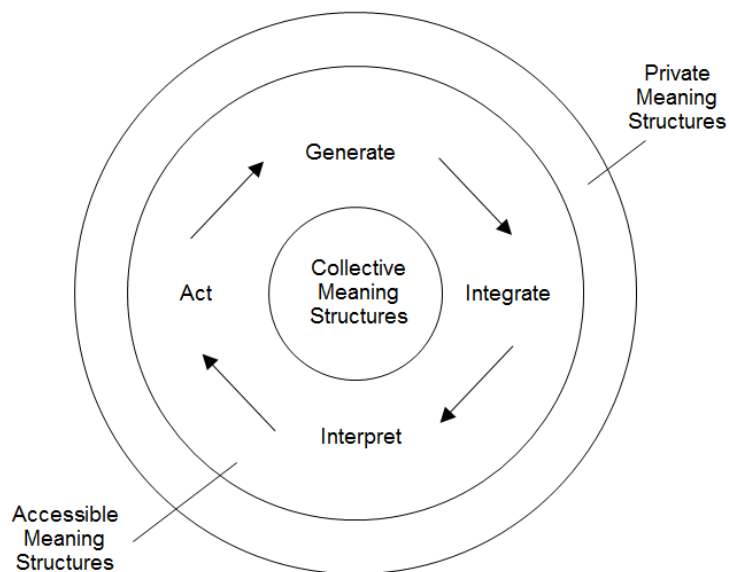 Private
Meaning
Structures
Generate
Collective
Meaning
Structures
Act
Integrate
Interpret
Accessible
Meaning
Structures